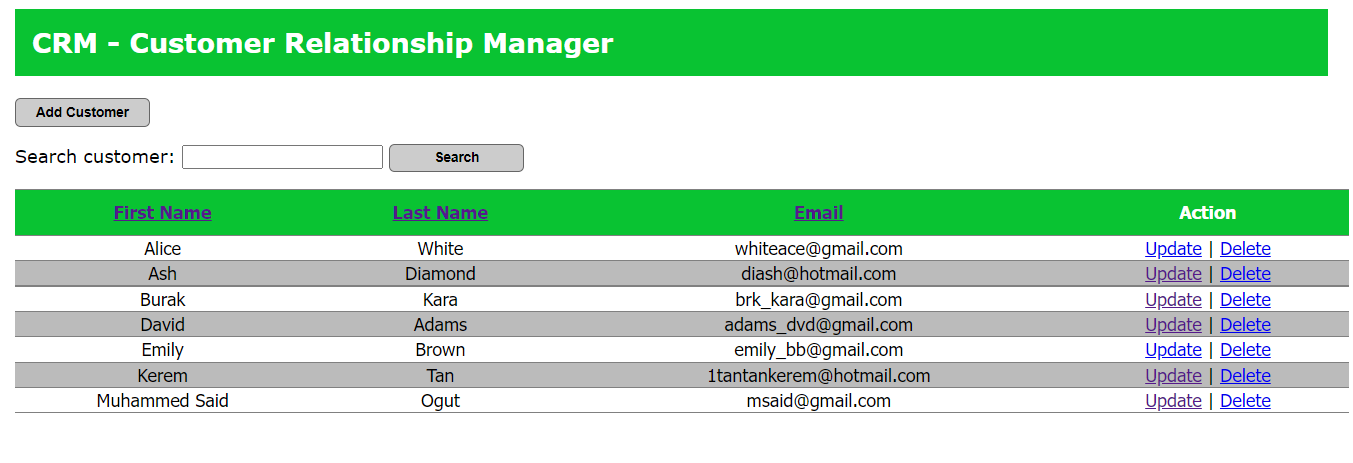 CRM - Customer Relationship Manager
Add Customer
Search customer: Search
First Name Last Name Email Action
Alice White whiteace@gmail.com Update | Delete
Ash Diamond diash@hotmail.com Update | Delete
Burak Kara brk_kara@gmail.com Update | Delete
David Adams adams_dvd@gmail.com Update | Delete
Emily Brown emily_bb@gmail.com Update | Delete
Kerem Tan 1tantankerem@hotmail.com Update | Delete
Muhammed Said Ogut msaid@gmail.com Update | Delete